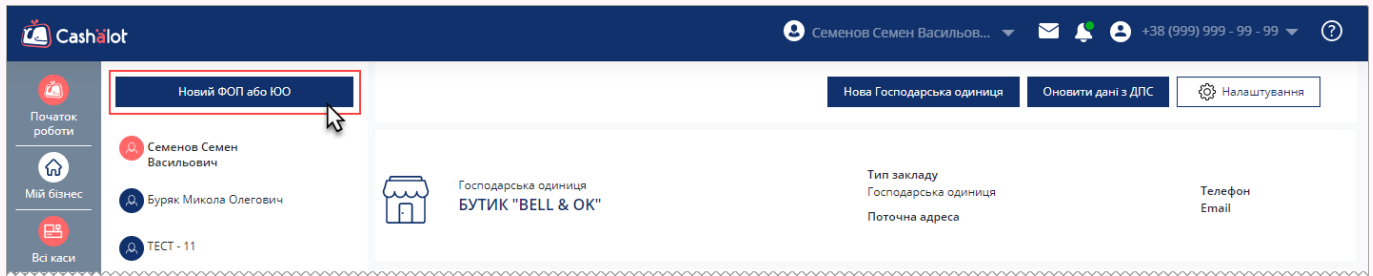 Cashalot
Семенов Семен Васильов...
+38 (999) 999 - 99 - 99
?
Новий ФОП або ЮО
Нова Господарська одиниця
Оновити дані з ДПС
Налаштування
Початок
роботи
Мій бізнес
Всі каси
Семенов Семен
Васильович
Буряк Микола Олегович
ТЕСТ - 11
Господарська одиниця
БУТИК "BELL & OK"
Тип закладу
Господарська одиниця
Поточна адреса
Телефон
Email